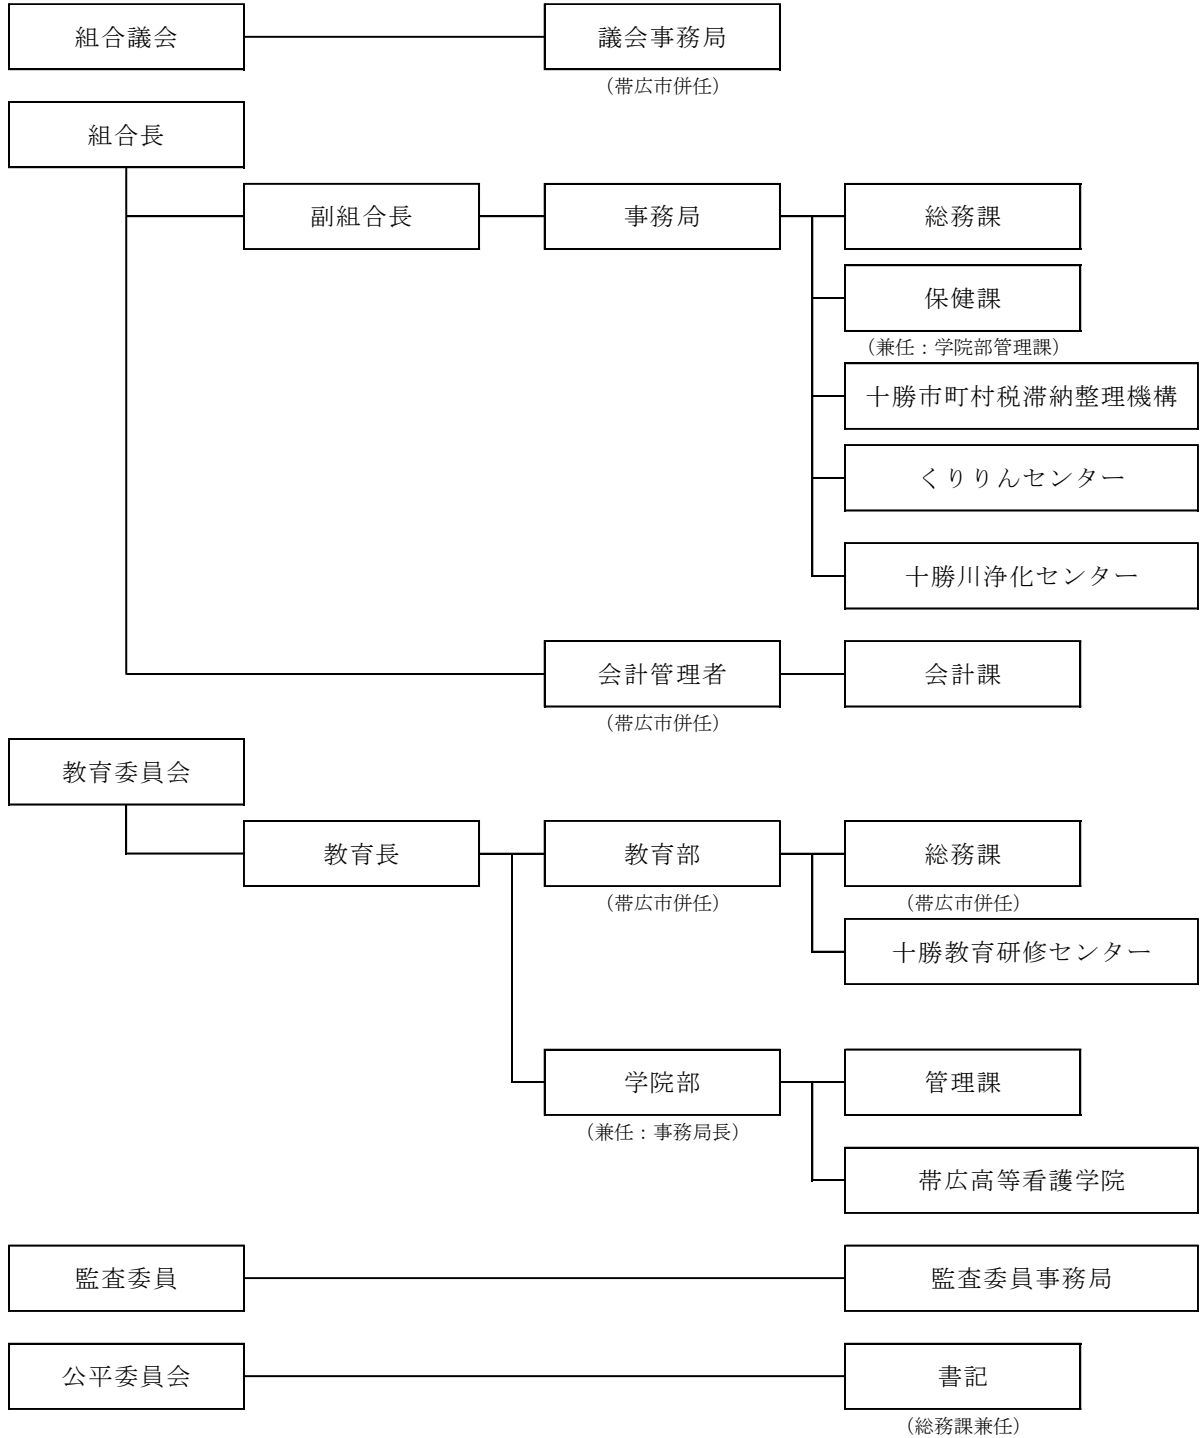 組合議会
議会事務局
（帯広市併任）
組合長
副組合長
事務局
総務課
保健課
（兼任：学院部管理課）
十勝市町村税滞納整理機構
くりりんセンター
十勝川浄化センター
会計管理者
会計課
（帯広市併任）
教育委員会
教育長
教育部
総務課
（帯広市併任）
（帯広市併任）
十勝教育研修センター
学院部
管理課
（兼任：事務局長）
帯広高等看護学院
監査委員
監査委員事務局
公平委員会
書記
（総務課兼任）